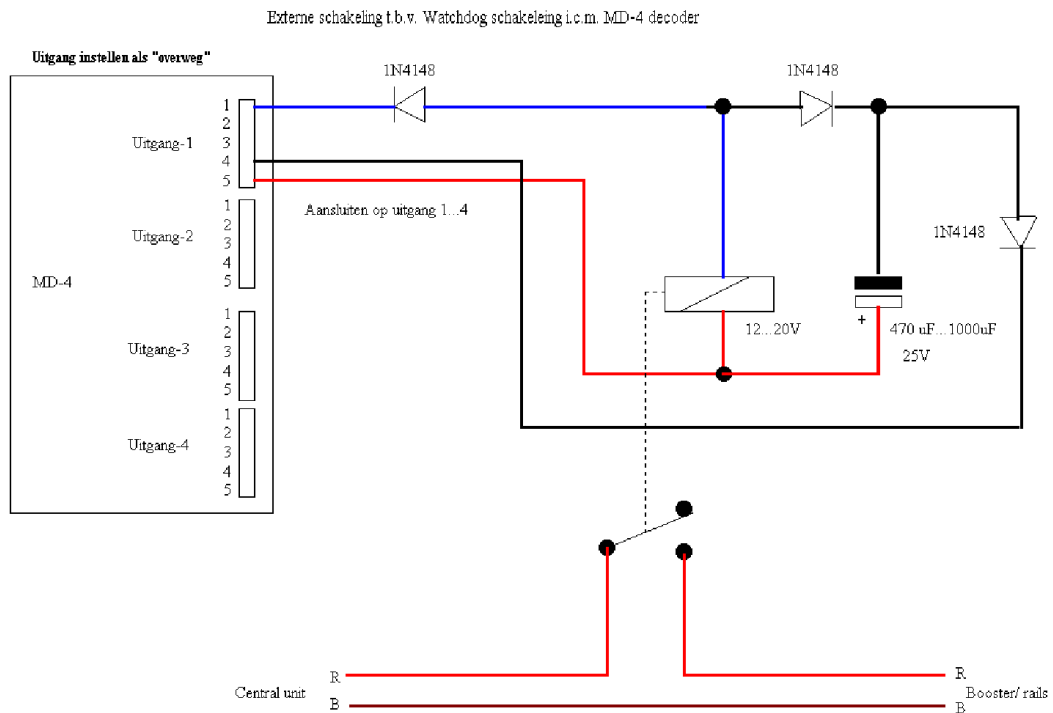 Externe schakeling t.b.v. Watchdog schakeleing i.c.m. MD-4 decoder
Uitgang instellen als "overweg"
1N4148
1N4148
1
2
Uitgang-1
3
4
5
Aansluiten op uitgang 1...4
1
2
Uitgang-2
3
4
5
1N4148
MD-4
1
2
Uitgang-3
3
4
5
12...20V
+
470 uF...1000uF
25V
1
2
Uitgang-4
3
4
5
R
R
Central unit
Booster/ rails
B
B